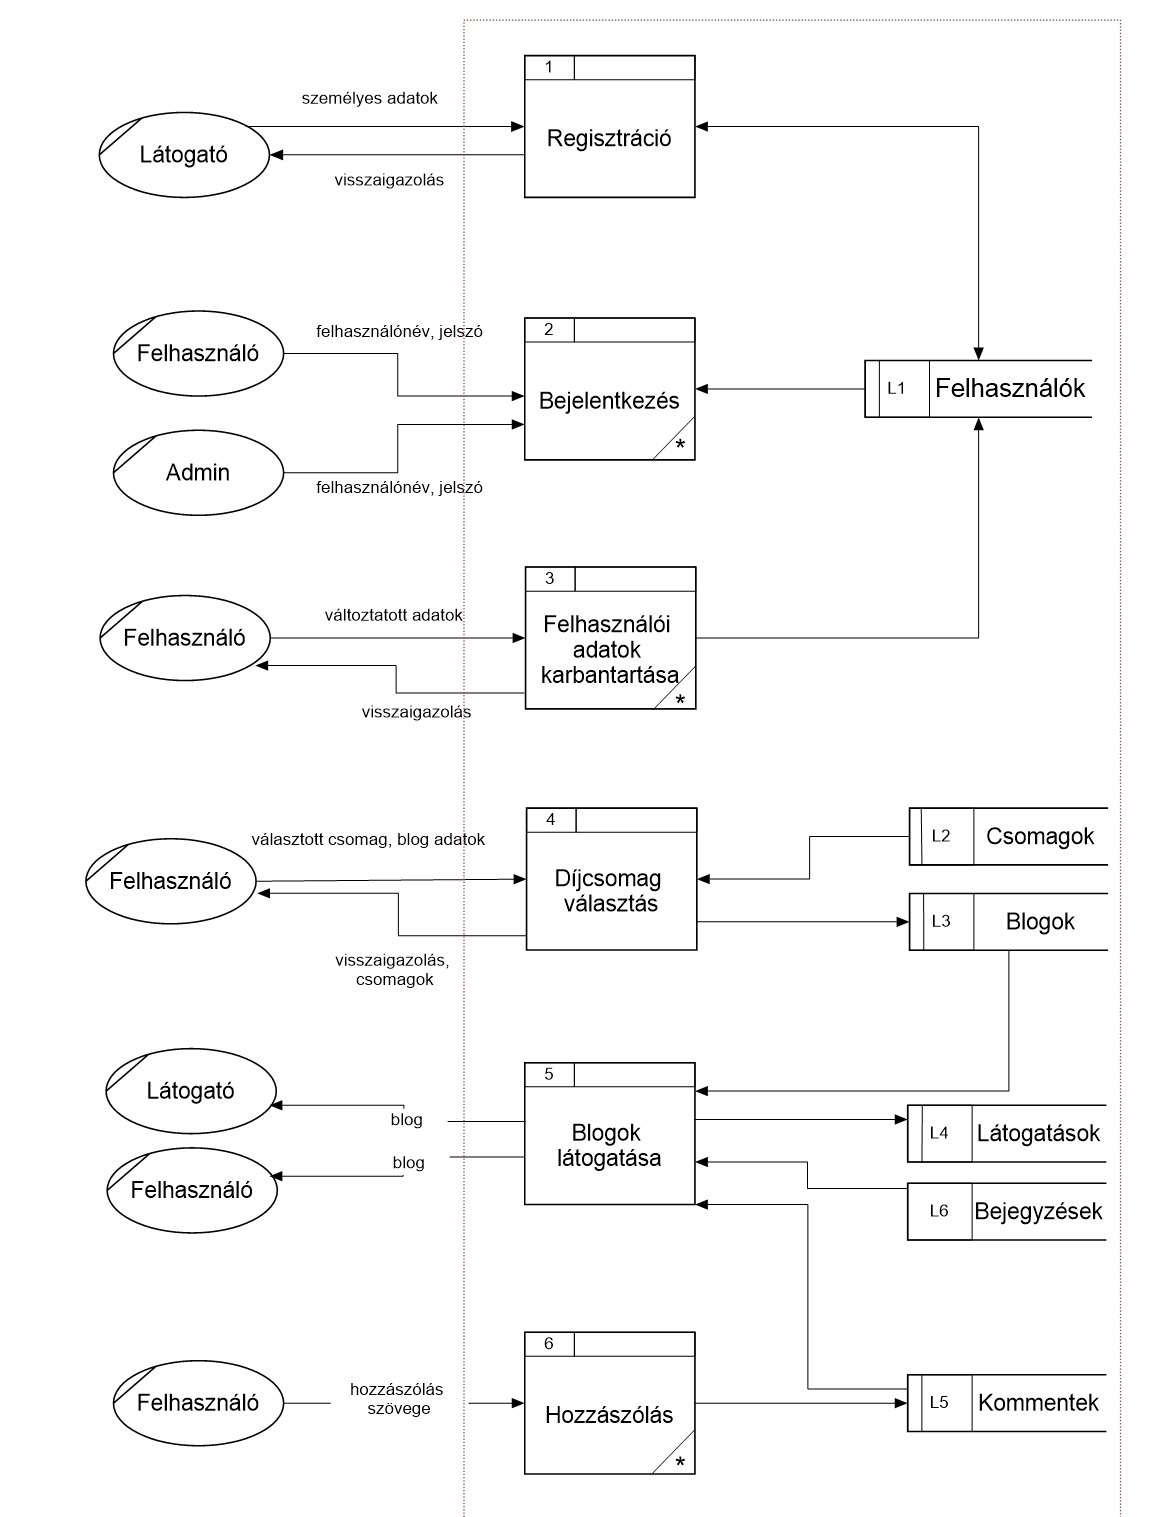 1
személyes adatok
Látogató
Regisztráció
visszaigazolás
2
felhasználónév, jelszó
Felhasználó
Bejelentkezés
L1
Felhasználók
*
Admin
felhasználónév, jelszó
3
változtatott adatok
Felhasználó
Felhasználói
adatok
karbantartása
*
visszaigazolás
4
választott csomag, blog adatok
L2
Csomagok
Felhasználó
Díjcsomag
választás
L3
Blogok
visszaigazolás,
csomagok
5
Látogató
blog
Blogok
látogatása
L4
Látogatások
blog
Felhasználó
L6
Bejegyzések
6
hozzászólás
szövege
Felhasználó
Hozzászólás
L5
Kommentek
*